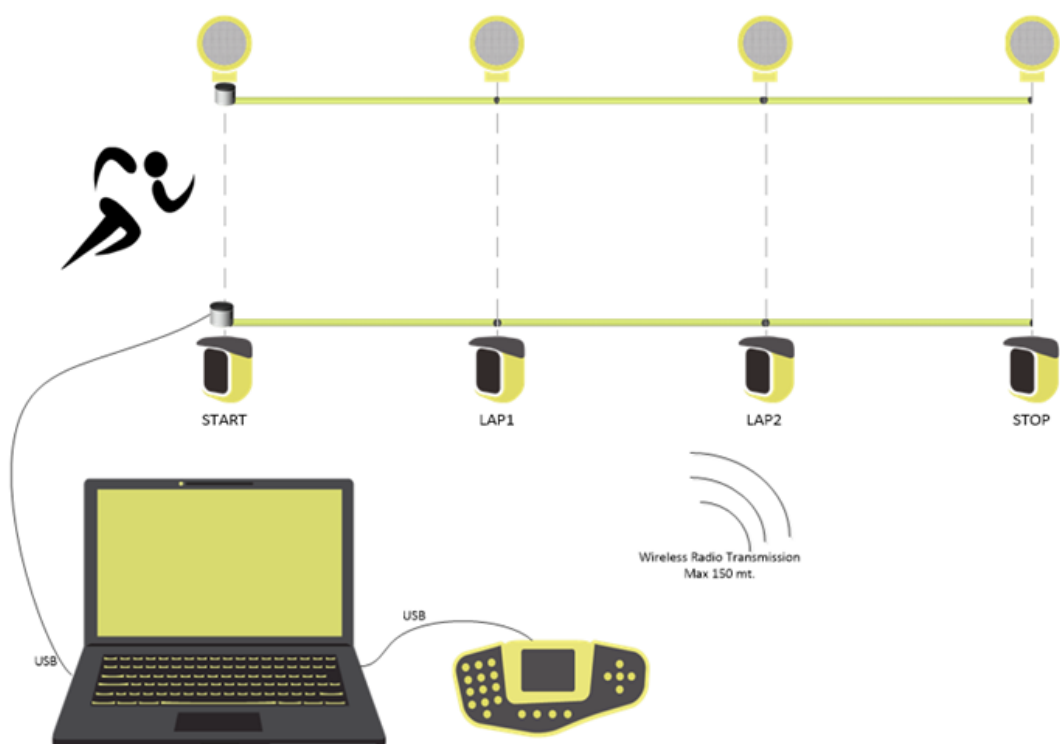 START
LAP1
LAP2
STOP
Wireless Radio Transmission
Max 150 mt.
USB
USB